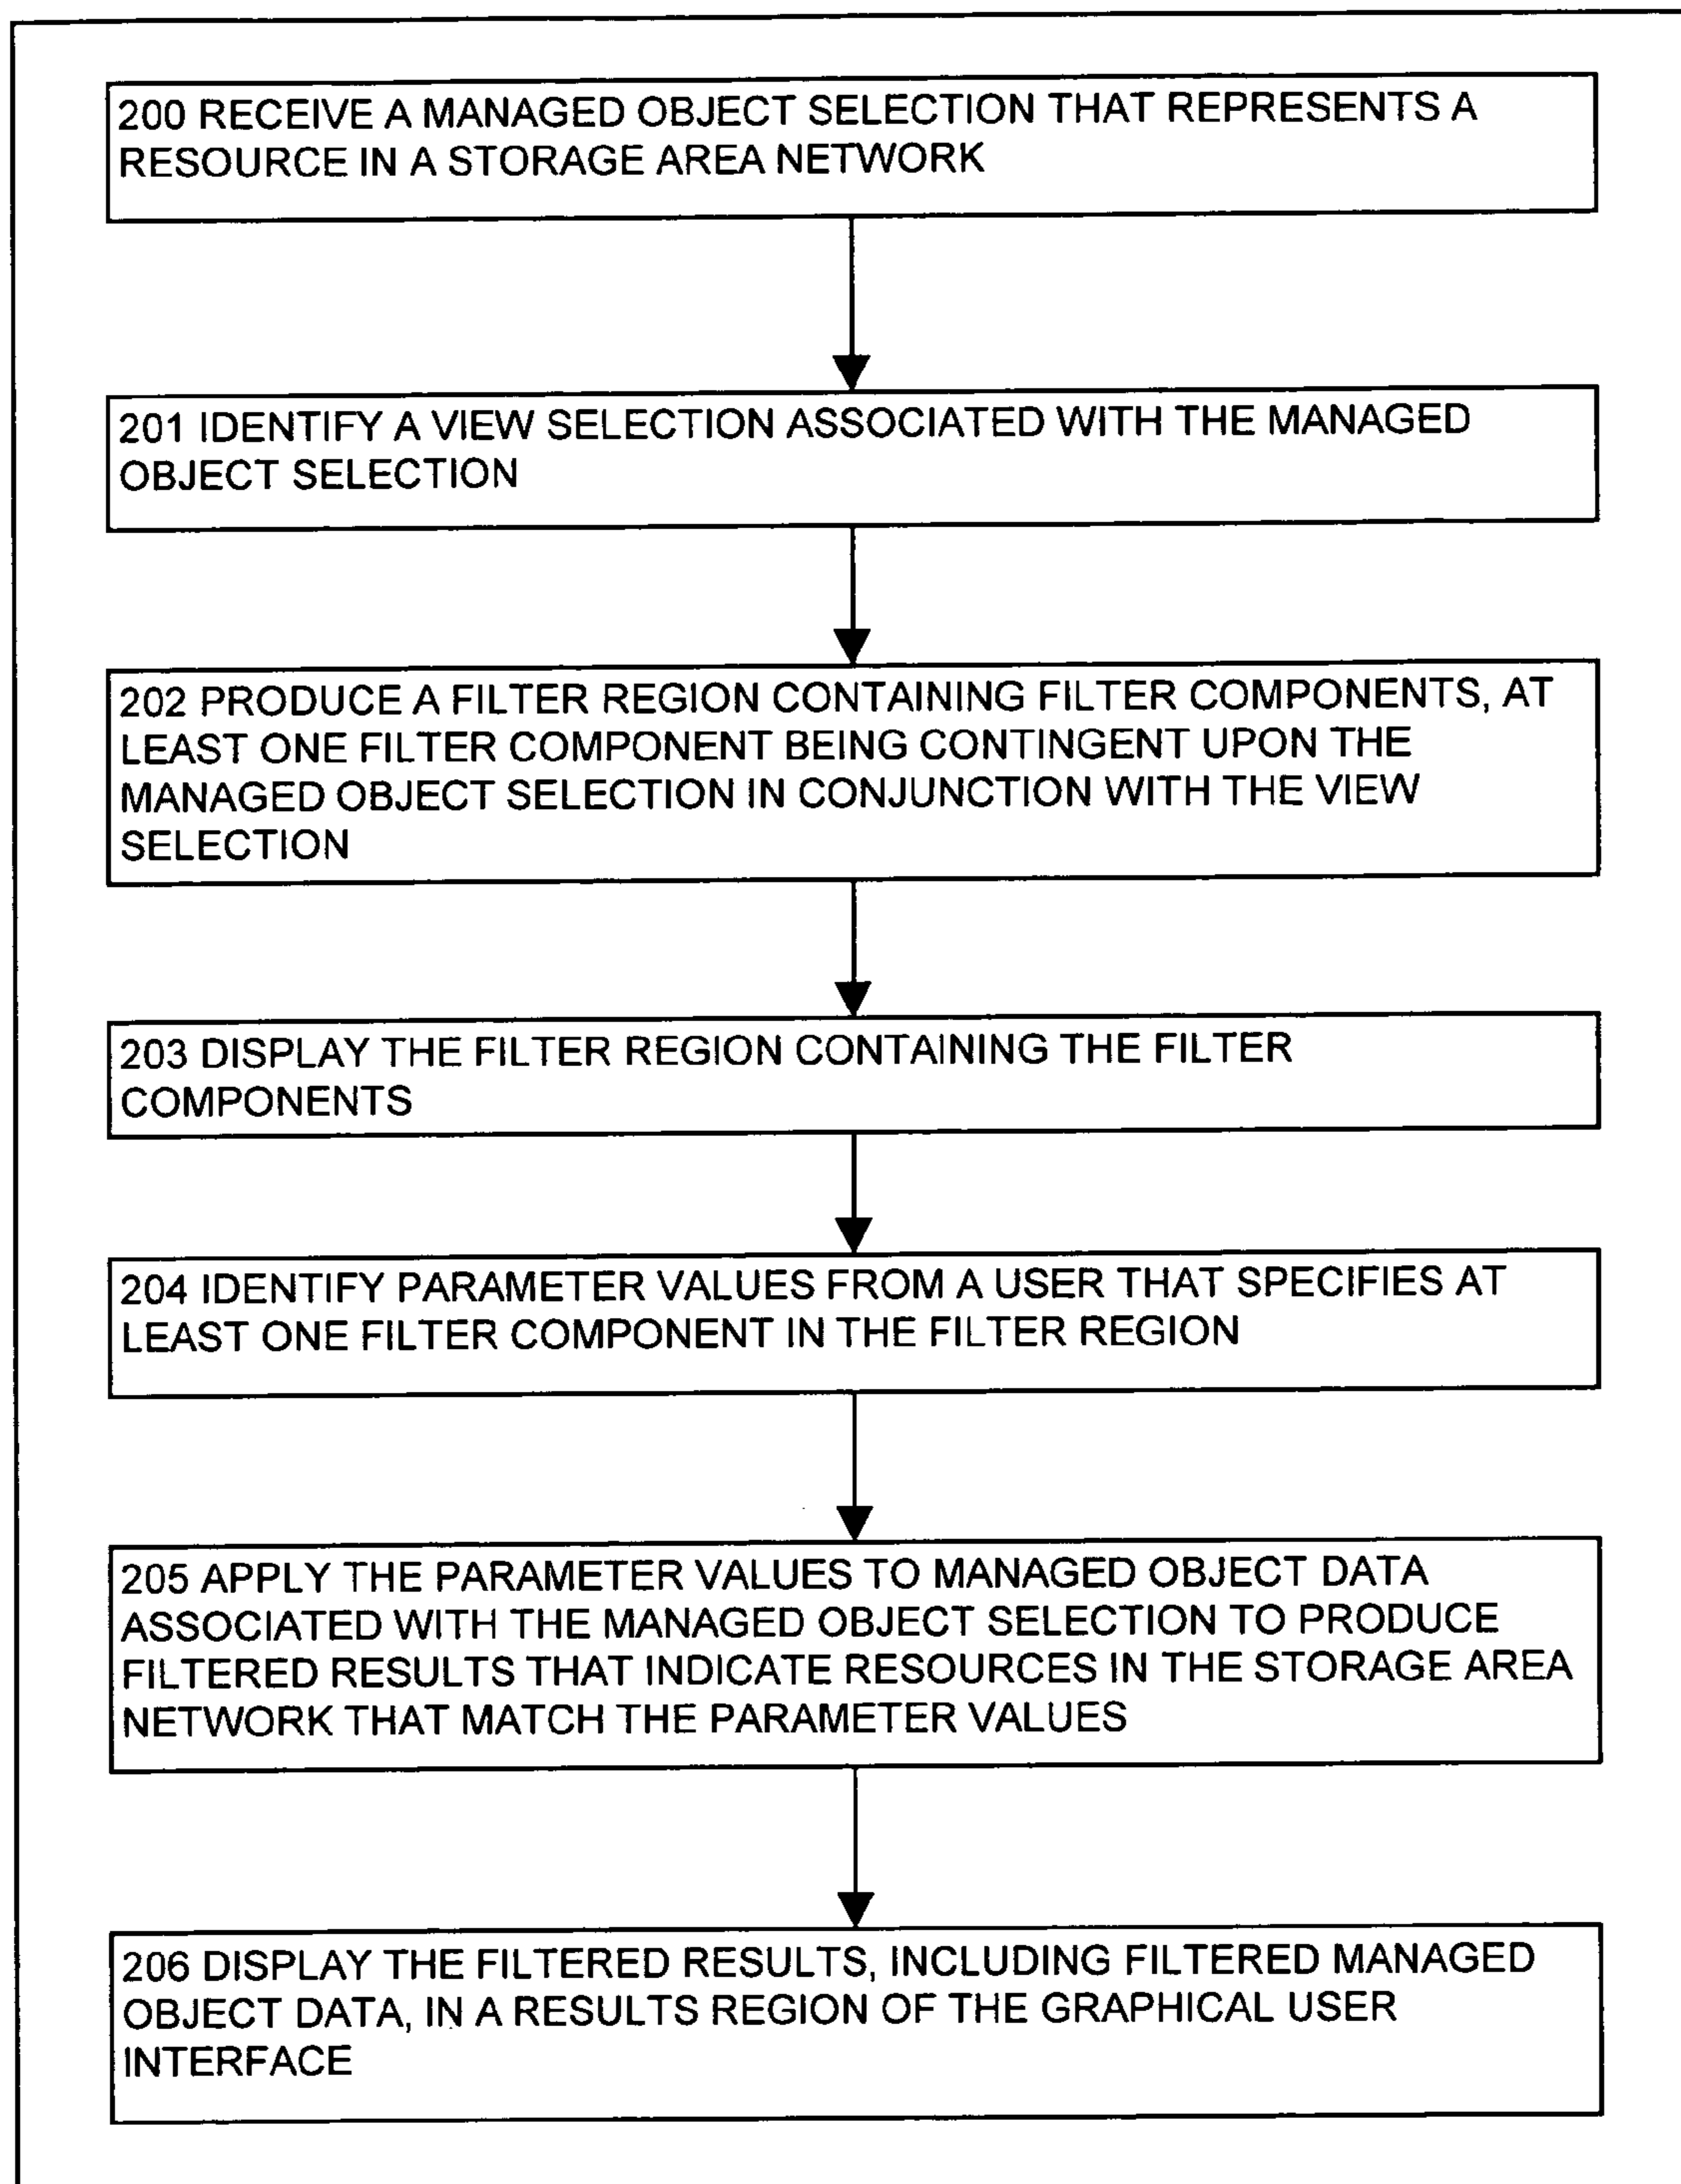 200 RECEIVE A MANAGED OBJECT SELECTION THAT REPRESENTS A
RESOURCE IN A STORAGE AREA NETWORK
201 IDENTIFY A VIEW SELECTION ASSOCIATED WITH THE MANAGED
OBJECT SELECTION
202 PRODUCE A FILTER REGION CONTAINING FILTER COMPONENTS, AT
LEAST ONE FILTER COMPONENT BEING CONTINGENT UPON THE
MANAGED OBJECT SELECTION IN CONJUNCTION WITH THE VIEW
SELECTION
203 DISPLAY THE FILTER REGION CONTAINING THE FILTER
COMPONENTS
204 IDENTIFY PARAMETER VALUES FROM A USER THAT SPECIFIES AT
LEAST ONE FILTER COMPONENT IN THE FILTER REGION
205 APPLY THE PARAMETER VALUES TO MANAGED OBJECT DATA
ASSOCIATED WITH THE MANAGED OBJECT SELECTION TO PRODUCE
FILTERED RESULTS THAT INDICATE RESOURCES IN THE STORAGE AREA
NETWORK THAT MATCH THE PARAMETER VALUES
206 DISPLAY THE FILTERED RESULTS, INCLUDING FILTERED MANAGED
OBJECT DATA, IN A RESULTS REGION OF THE GRAPHICAL USER
INTERFACE